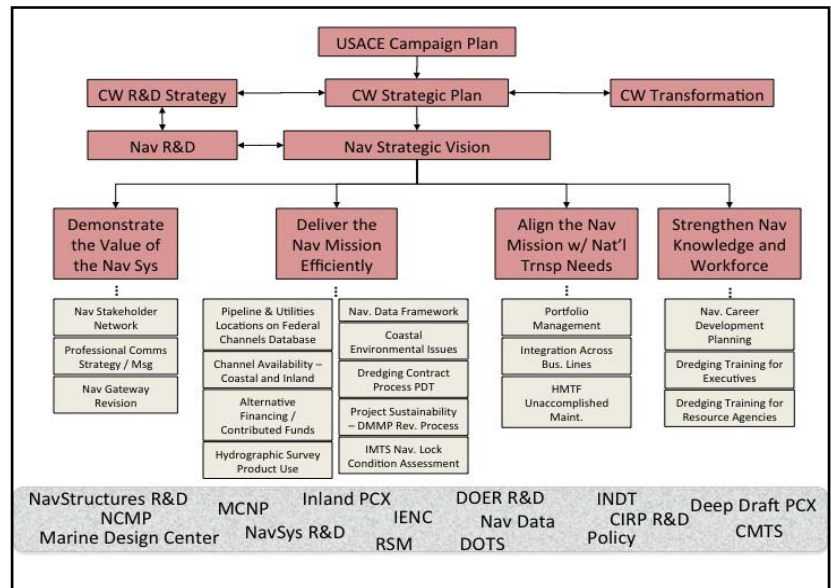 USACE Campaign Plan
CW R&D Strategy
CW Strategic Plan
CW Transformation
Nav R&D
Nav Strategic Vision
Demonstrate
the Value of
the Nav Sys
Deliver the
Nav Mission
Efficiently
Align the Nav
Mission w/ Nat'l
Trnsp Needs
Strengthen Nav
Knowledge and
Workforce
Nav Stakeholder
Network
Professional Comms
Strategy / Msg
Nav Gateway
Revision
Pipeline & Utilities
Locations on Federal
Channels Database
Channel Availability –
Coastal and Inland
Alternative
Financing /
Contributed Funds
Hydrographic Survey
Product Use
Nav. Data Framework
Coastal
Environmental Issues
Dredging Contract
Process PDT
Project Sustainability
– DMMP Rev. Process
IMTS Nav. Lock
Condition Assessment
Portfolio
Management
Integration Across
Bus. Lines
HMTF
Unaccomplished
Maint.
Nav. Career
Development
Planning
Dredging Training for
Executives
Dredging Training for
Resource Agencies
NavStructures R&D
NCMP
Marine Design Center
MCNP
Inland PCX
NavSys R&D
IENC
RSM
DOER R&D
Nav Data
DOTS
INDT
CIRP R&D
Policy
Deep Draft PCX
CMTS